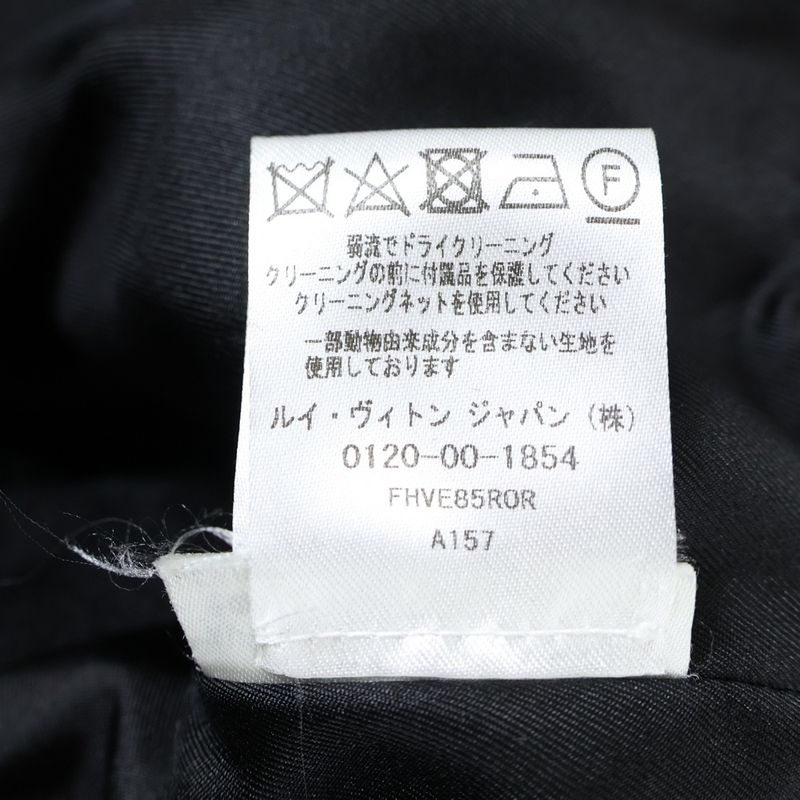 F
弱流でドライクリーニング
クリーニングの前に付属品を保護してください
クリーニングネットを使用してください
一部動物由来成分を含まない生地を
使用しております
ルイ・ヴィトン ジャパン (株)
0120-00-1854
FHVE85ROR
A157